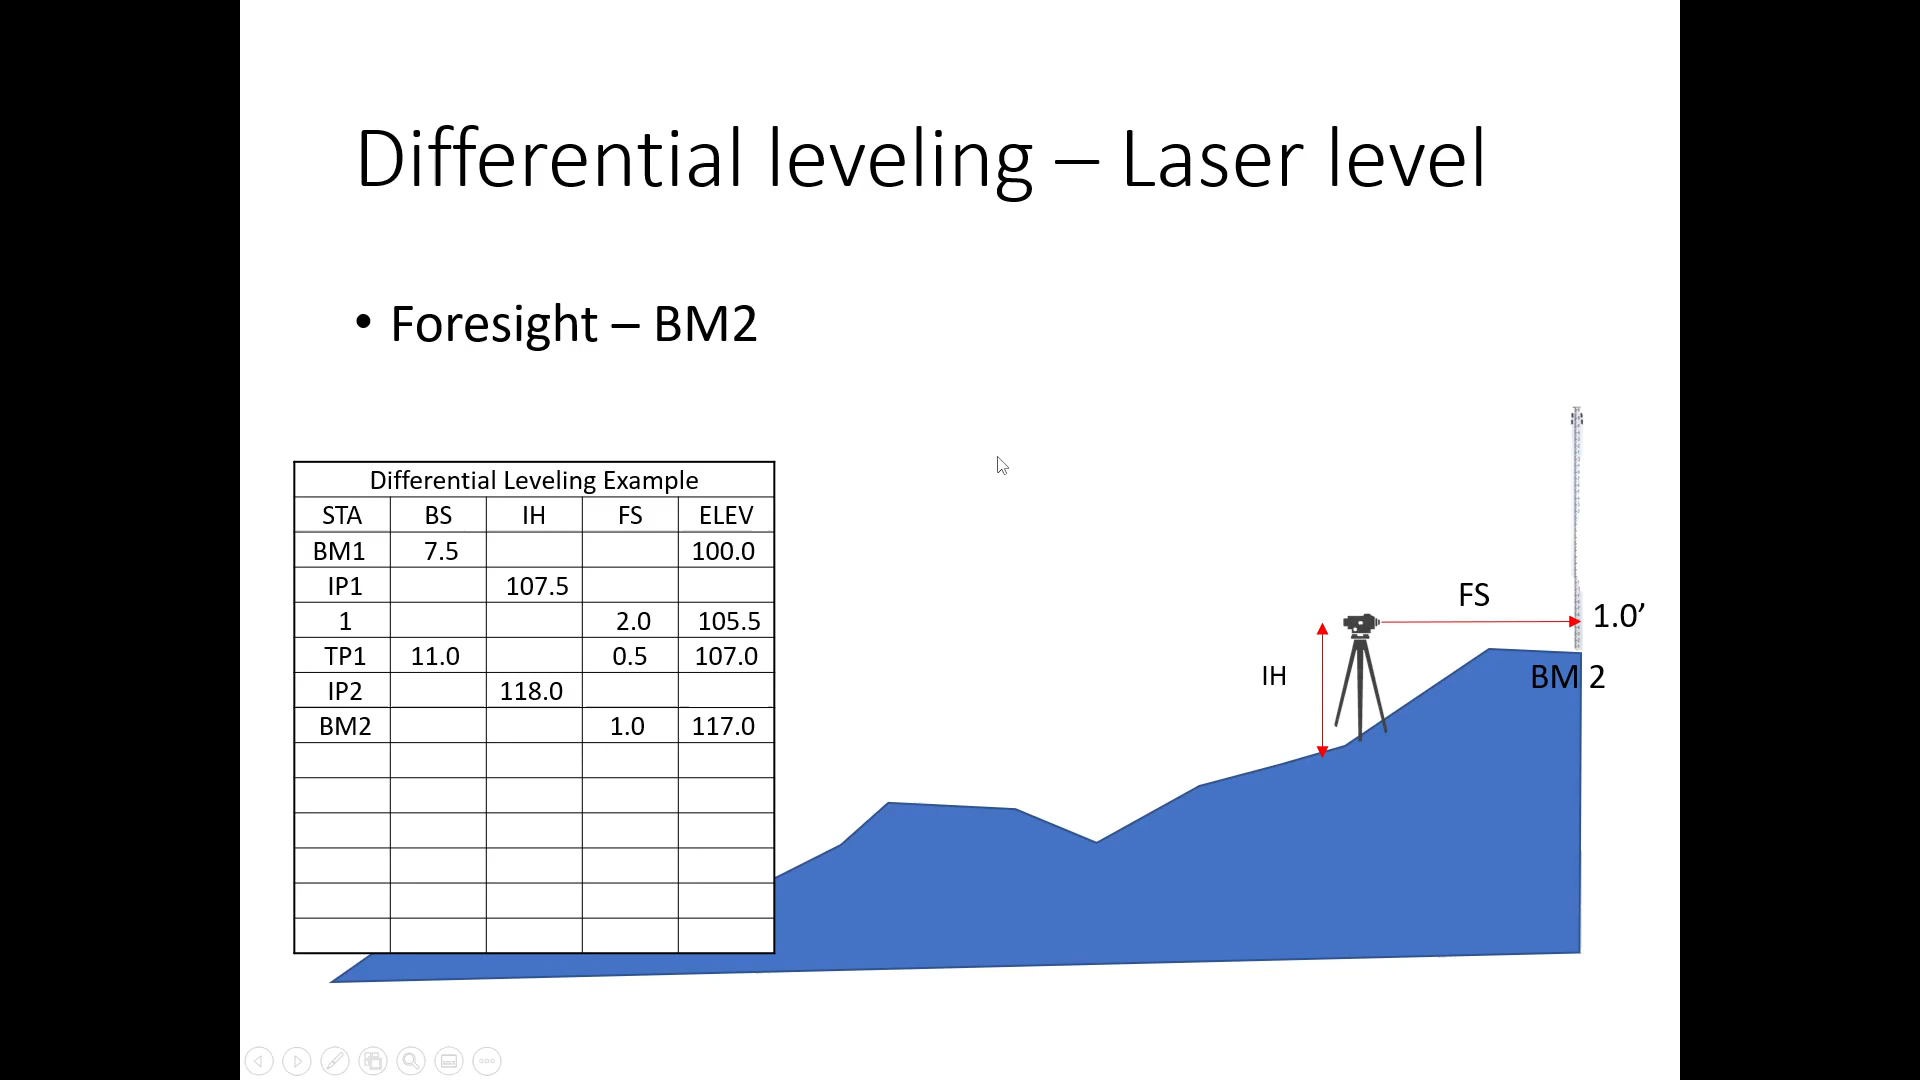 Differential leveling – Laser level
• Foresight – BM2
Differential Leveling Example
STA BS IH FS ELEV
BM1 7.5 100.0
IP1 107.5
1 2.0 105.5
TP1 11.0 0.5 107.0
IP2 118.0
BM2 1.0 117.0
FS
1.0’
IH
BM 2